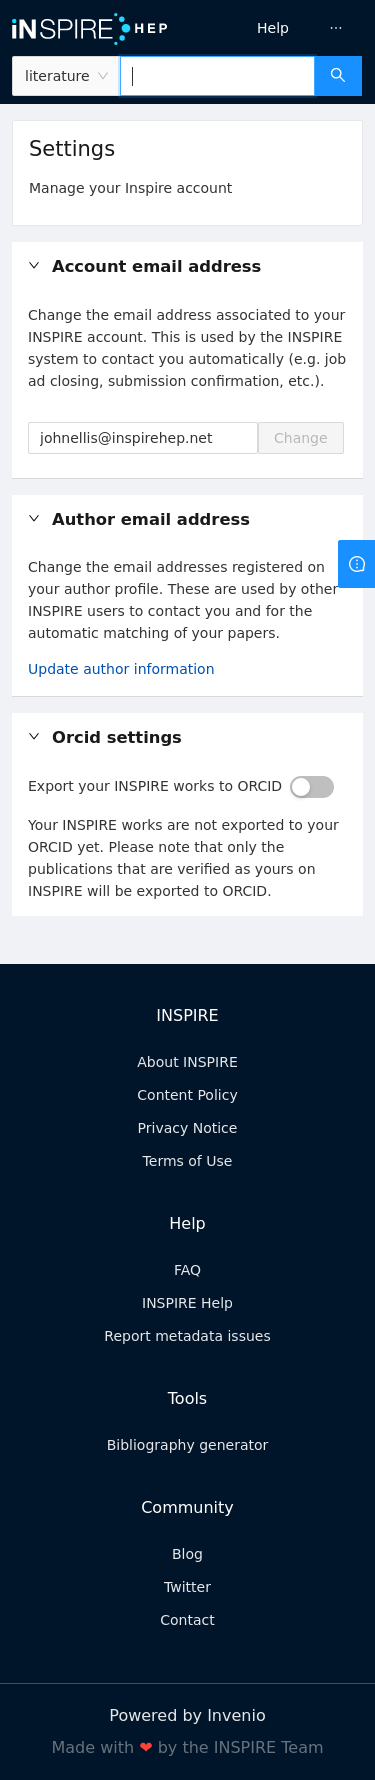 iNSPIRE HEP
Help
···
literature
Settings
Manage your Inspire account
Account email address
Change the email address associated to your
INSPIRE account. This is used by the INSPIRE
system to contact you automatically (e.g. job
ad closing, submission confirmation, etc.).
johnellis@inspirehep.net
Change
Author email address
Change the email addresses registered on
your author profile. These are used by other
INSPIRE users to contact you and for the
automatic matching of your papers.
Update author information
Orcid settings
Export your INSPIRE works to ORCID
Your INSPIRE works are not exported to your
ORCID yet. Please note that only the
publications that are verified as yours on
INSPIRE will be exported to ORCID.
INSPIRE
About INSPIRE
Content Policy
Privacy Notice
Terms of Use
Help
FAQ
INSPIRE Help
Report metadata issues
Tools
Bibliography generator
Community
Blog
Twitter
Contact
Powered by Invenio
Made with ❤ by the INSPIRE Team